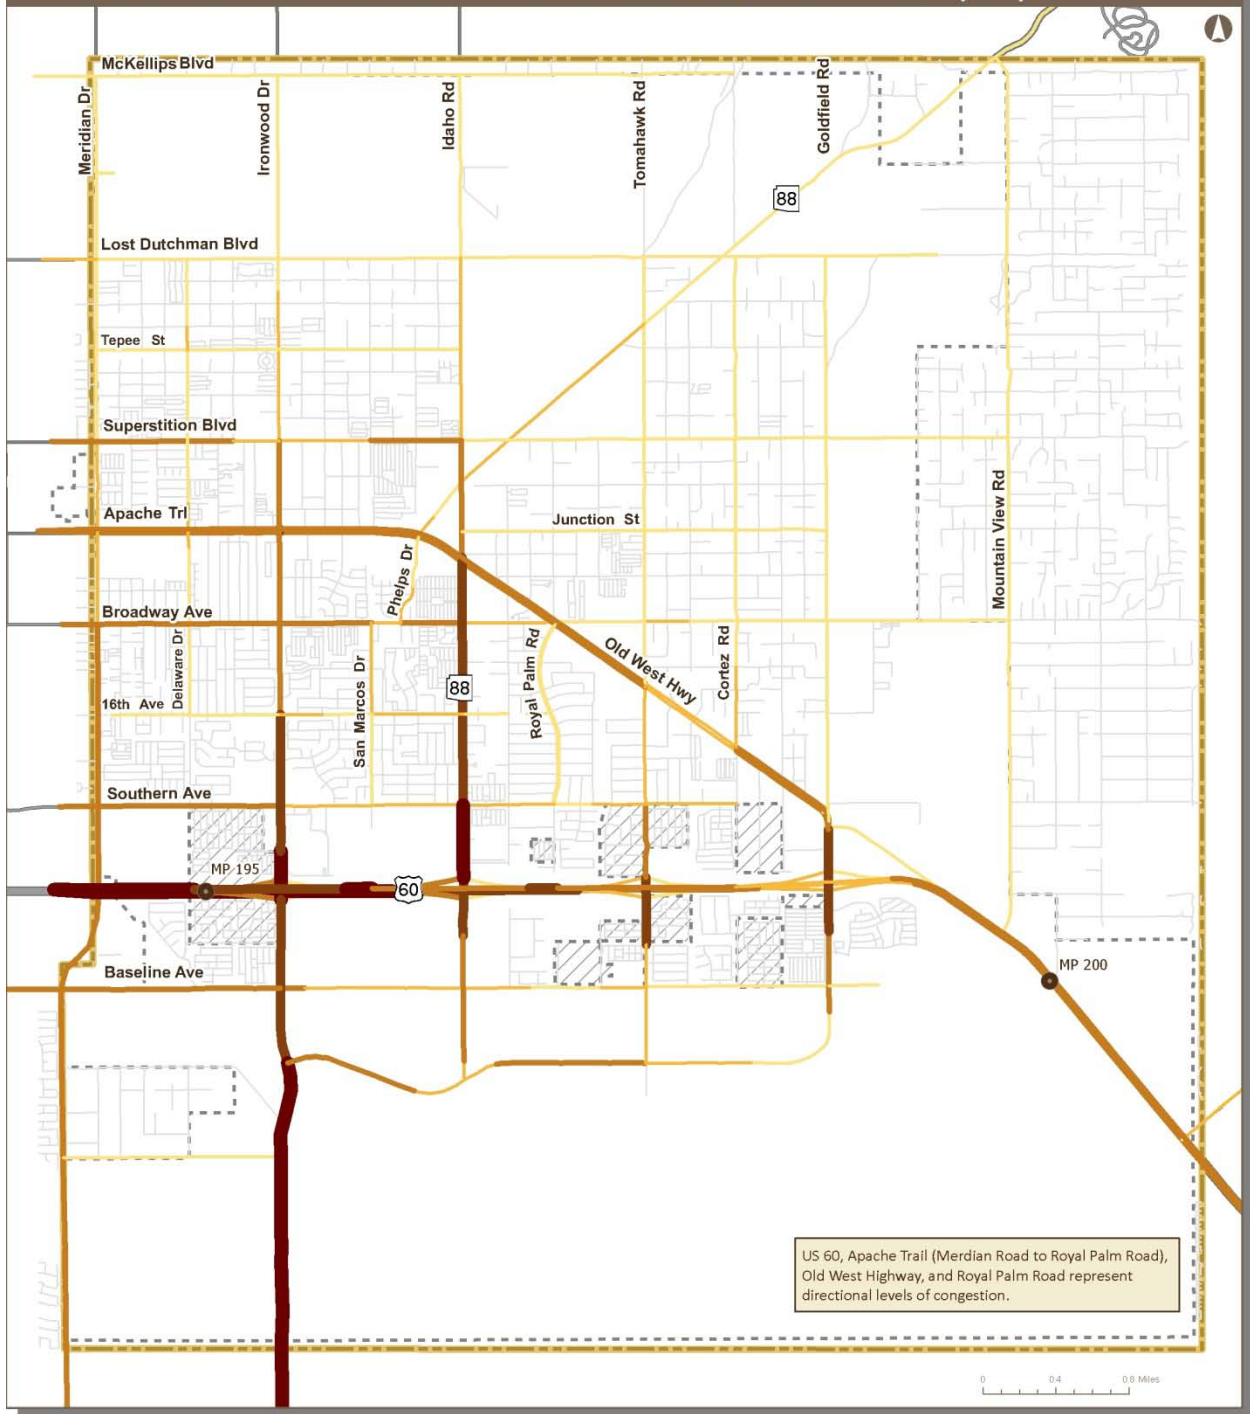 McKellips Blvd
Meridian Dr
Ironwood Dr
Idaho Rd
Tomahawk Rd
Goldfield Rd
88
Lost Dutchman Blvd
Tepee St
Superstition Blvd
Mountain View Rd
Apache Trl
Junction St
Phelps Dr
Broadway Ave
Delaware Dr
San Marcos Dr
88
Royal Palm Rd
Old West Hwy
Cortez Rd
16th Ave
Southern Ave
MP 195
60
Baseline Ave
MP 200
US 60, Apache Trail (Merdian Road to Royal Palm Road),
Old West Highway, and Royal Palm Road represent
directional levels of congestion.
0 0.4 0.8 Miles